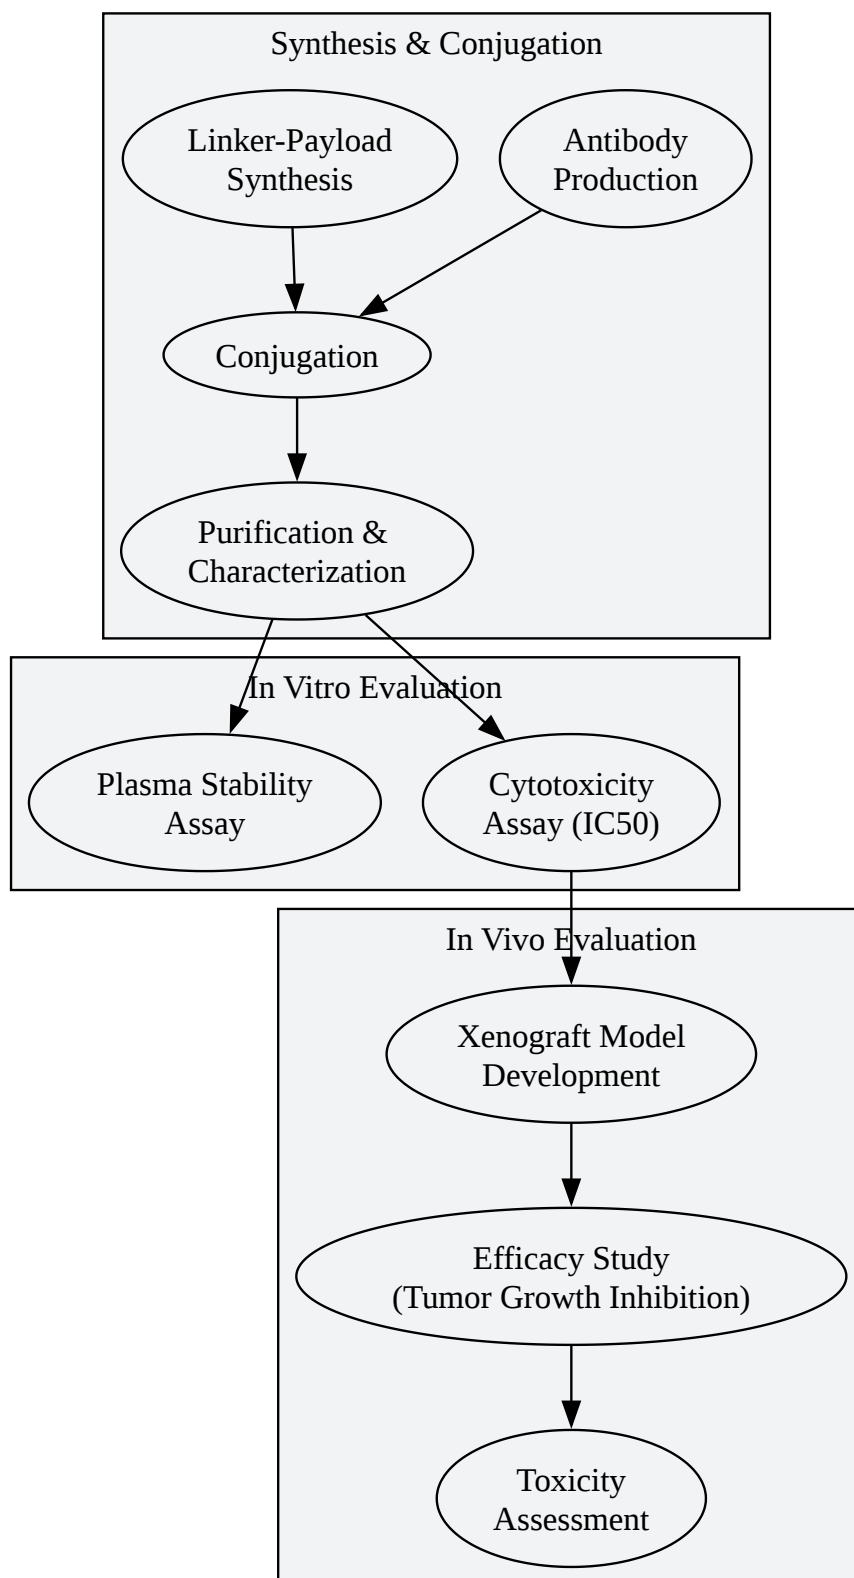 Synthesis & Conjugation
Linker-Payload
Synthesis
Antibody
Production
Conjugation
Purification &
Characterization
In Vitro Evaluation
Plasma Stability
Assay
Cytotoxicity
Assay (IC50)
In Vivo Evaluation
Xenograft Model
Development
Efficacy Study
(Tumor Growth Inhibition)
Toxicity
Assessment